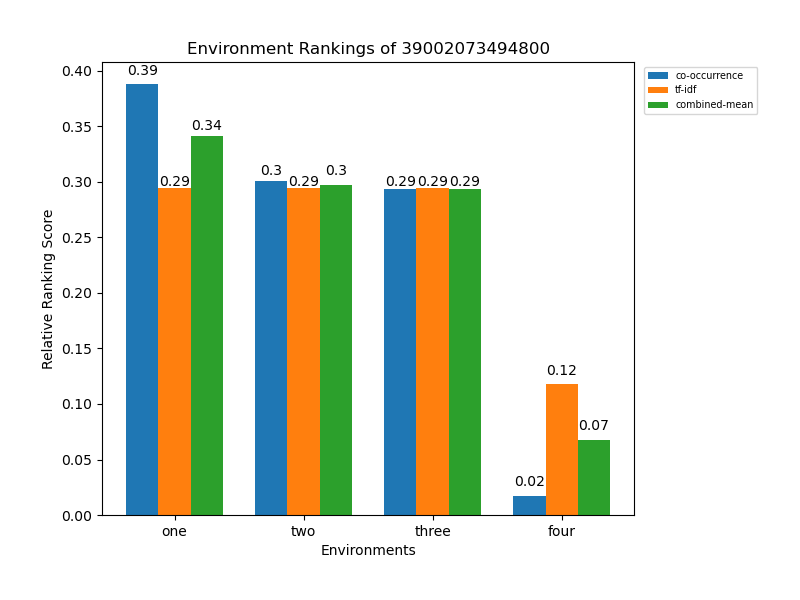 Environment Rankings of 39002073494800
co-occurrence
tf-idf
combined-mean
Relative Ranking Score
0.40
0.35
0.30
0.25
0.20
0.15
0.10
0.05
0.00
0.39
0.29
0.34
0.3
0.29
0.3
0.29
0.29
0.29
0.02
0.12
0.07
one
two
three
four
Environments